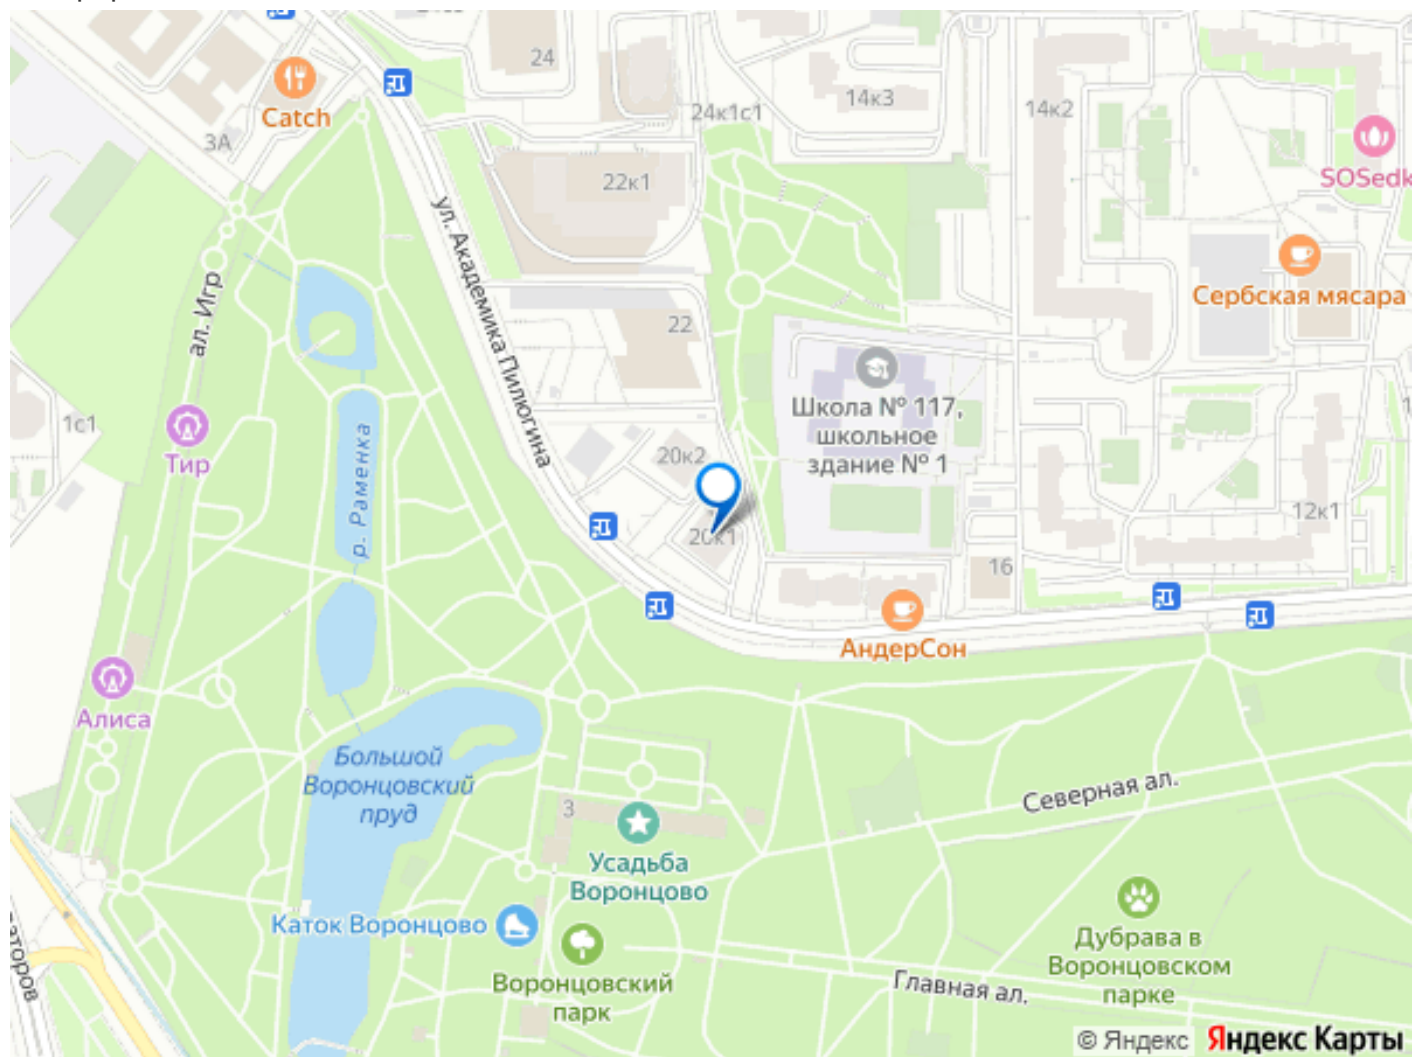 24
Catch
3А
24к1с1
14к3
14к2
22к1
SOSedk
ул. Академика Пилюгина
ал. Игр
Сербская мясара
22
1с1
Школа № 117,
школьное
здание № 1
Тир
р. Раменка
20к2
20к1
12к1
16
АндерСон
Алиса
Большой
Воронцовский
пруд
3
Северная ал.
Усадьба
Воронцово
Каток Воронцово
Воронцовский
парк
Дубрава в
Воронцовском
парке
Главная ал.
аторов
© Яндекс Яндекс Карты